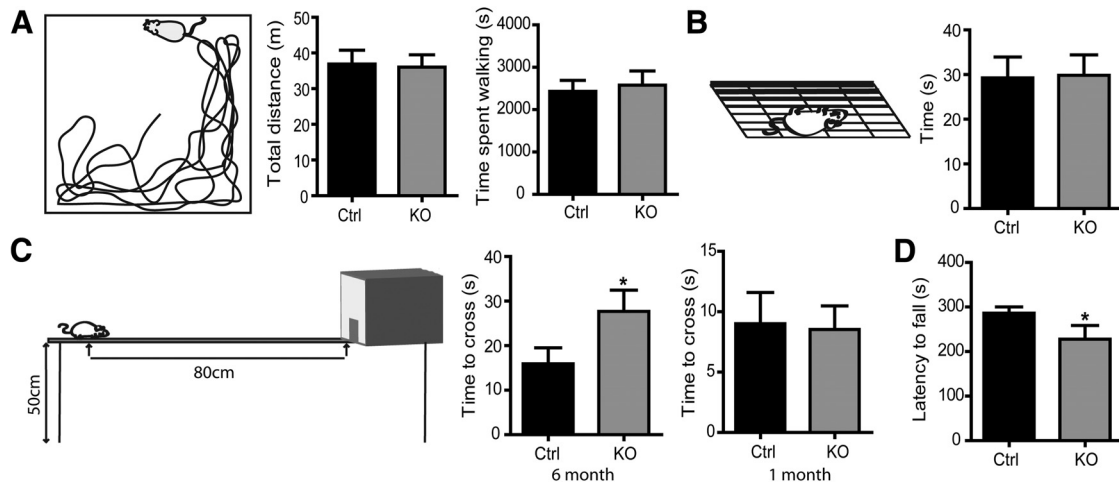 A
Total distance (m)
50
40
30
20
10
0
Ctrl
KO
Time spent walking (s)
4000
3000
2000
1000
0
Ctrl
KO
B
Time (s)
40
30
20
10
0
Ctrl
KO
C
50cm
80cm
Time to cross (s)
40
30
20
10
0
*
Ctrl
KO
6 month
Time to cross (s)
15
10
5
0
Ctrl
KO
1 month
D
Latency to fall (s)
400
300
200
100
0
*
Ctrl
KO